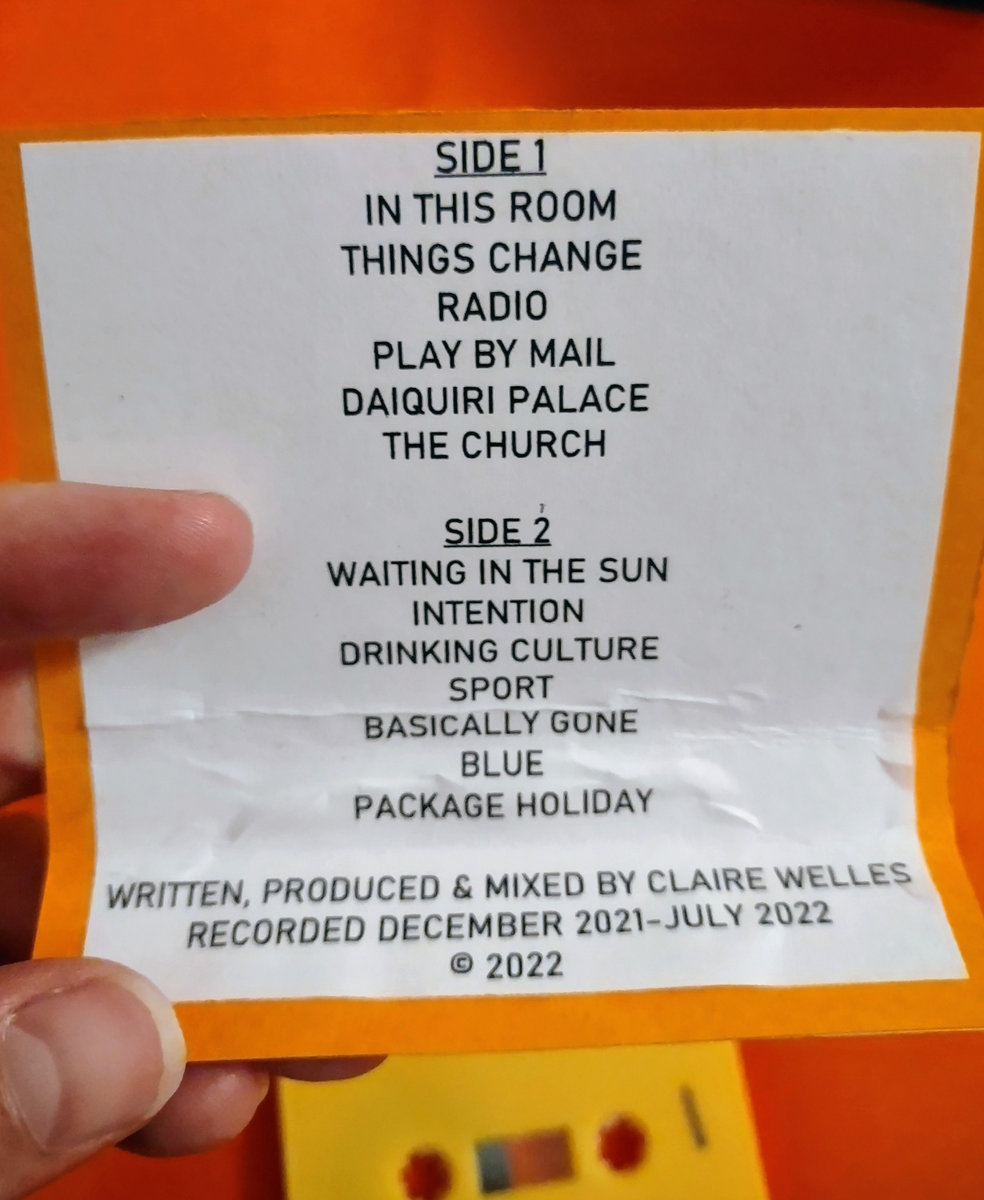 SIDE 1
IN THIS ROOM
THINGS CHANGE
RADIO
PLAY BY MAIL
DAIQUIRI PALACE
THE CHURCH
SIDE 2
WAITING IN THE SUN
INTENTION
DRINKING CULTURE
SPORT
BASICALLY GONE
BLUE
PACKAGE HOLIDAY
WRITTEN, PRODUCED & MIXED BY CLAIRE WELLES
RECORDED DECEMBER 2021-JULY 2022
© 2022